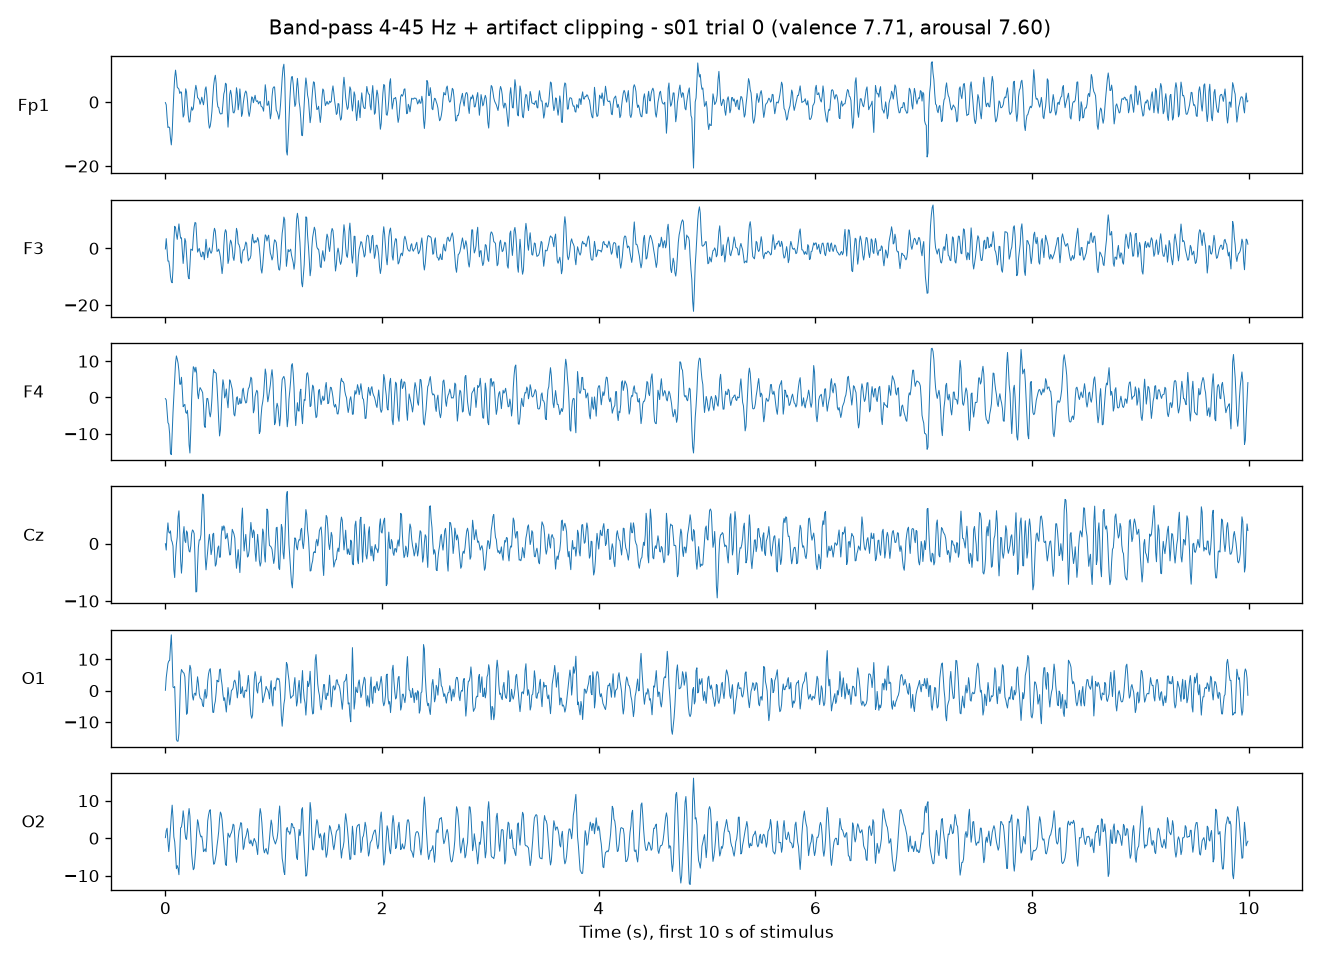 Band-pass 4-45 Hz + artifact clipping - s01 trial 0 (valence 7.71, arousal 7.60)
Fp1
0
−20
F3
0
−20
F4
10
0
−10
Cz
0
−10
O1
10
0
−10
O2
10
0
−10
0 2 4 6 8 10
Time (s), first 10 s of stimulus